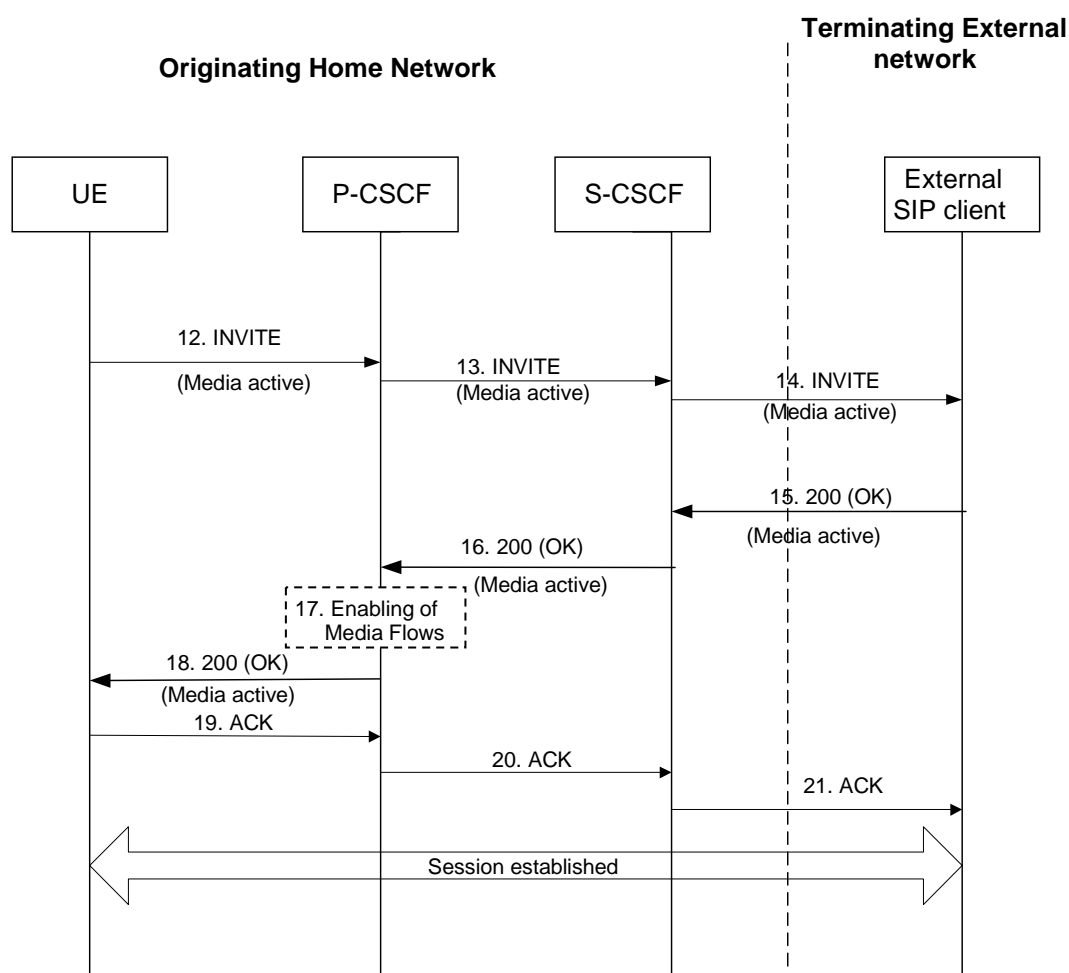 Terminating External
network
Originating Home Network
UE
P-CSCF
S-CSCF
External
SIP client
12. INVITE
(Media active)
13. INVITE
(Media active)
14. INVITE
(Media active)
15. 200 (OK)
(Media active)
16. 200 (OK)
(Media active)
17. Enabling of
Media Flows
18. 200 (OK)
(Media active)
19. ACK
20. ACK
21. ACK
Session established